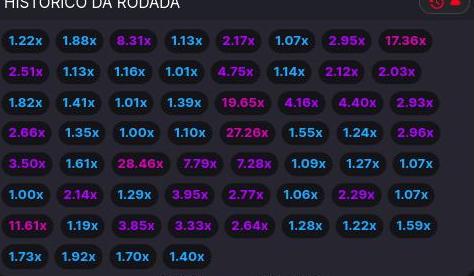 HISTÓRICO DA RODADA
1.22x 1.88x 8.31x 1.13x 2.17x 1.07x 2.95x 17.36x
2.51x 1.13x 1.16x 1.01x 4.75x 1.14x 2.12x 2.03x
1.82x 1.41x 1.01x 1.39x 19.65x 4.16x 4.40x 2.93x
2.66x 1.35x 1.00x 1.10x 27.26x 1.55x 1.24x 2.96x
3.50x 1.61x 28.46x 7.79x 7.28x 1.09x 1.27x 1.07x
1.00x 2.14x 1.29x 3.95x 2.77x 1.06x 2.29x 1.07x
11.61x 1.19x 3.85x 3.33x 2.64x 1.28x 1.22x 1.59x
1.73x 1.92x 1.70x 1.40x